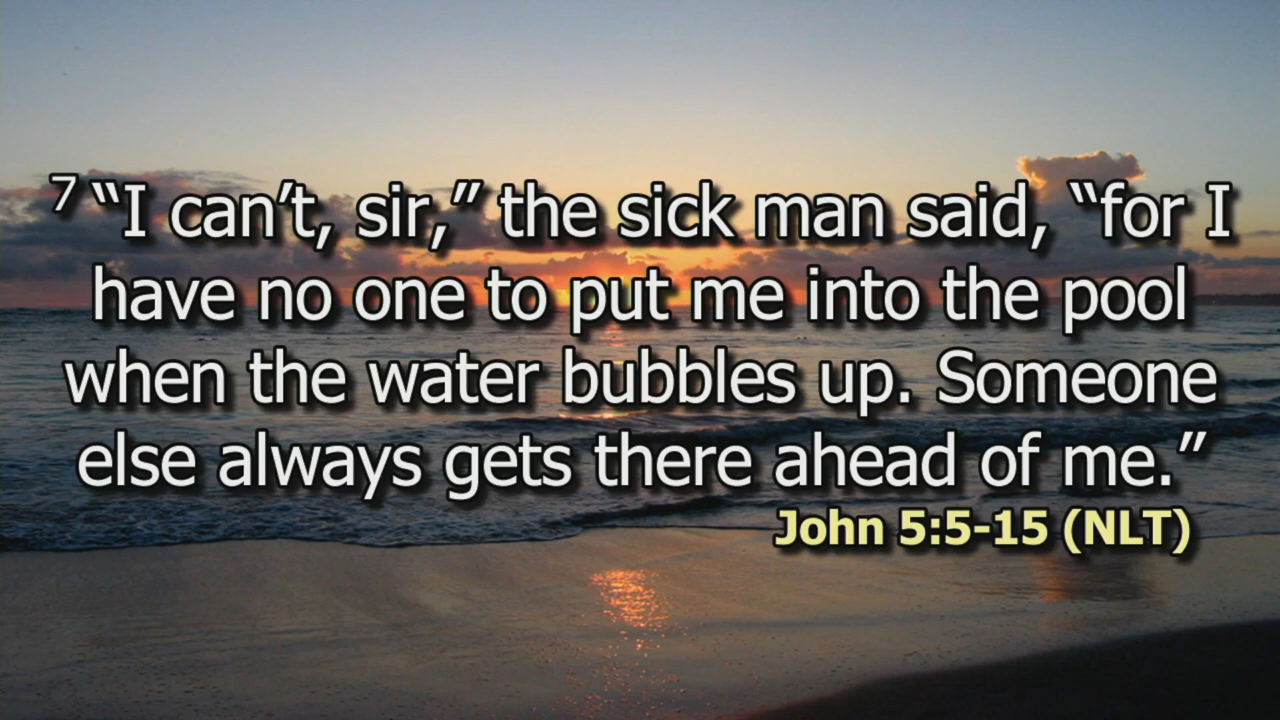 7 “I can’t, sir,” the sick man said, “for I
have no one to put me into the pool
when the water bubbles up. Someone
else always gets there ahead of me.”
John 5:5-15 (NLT)